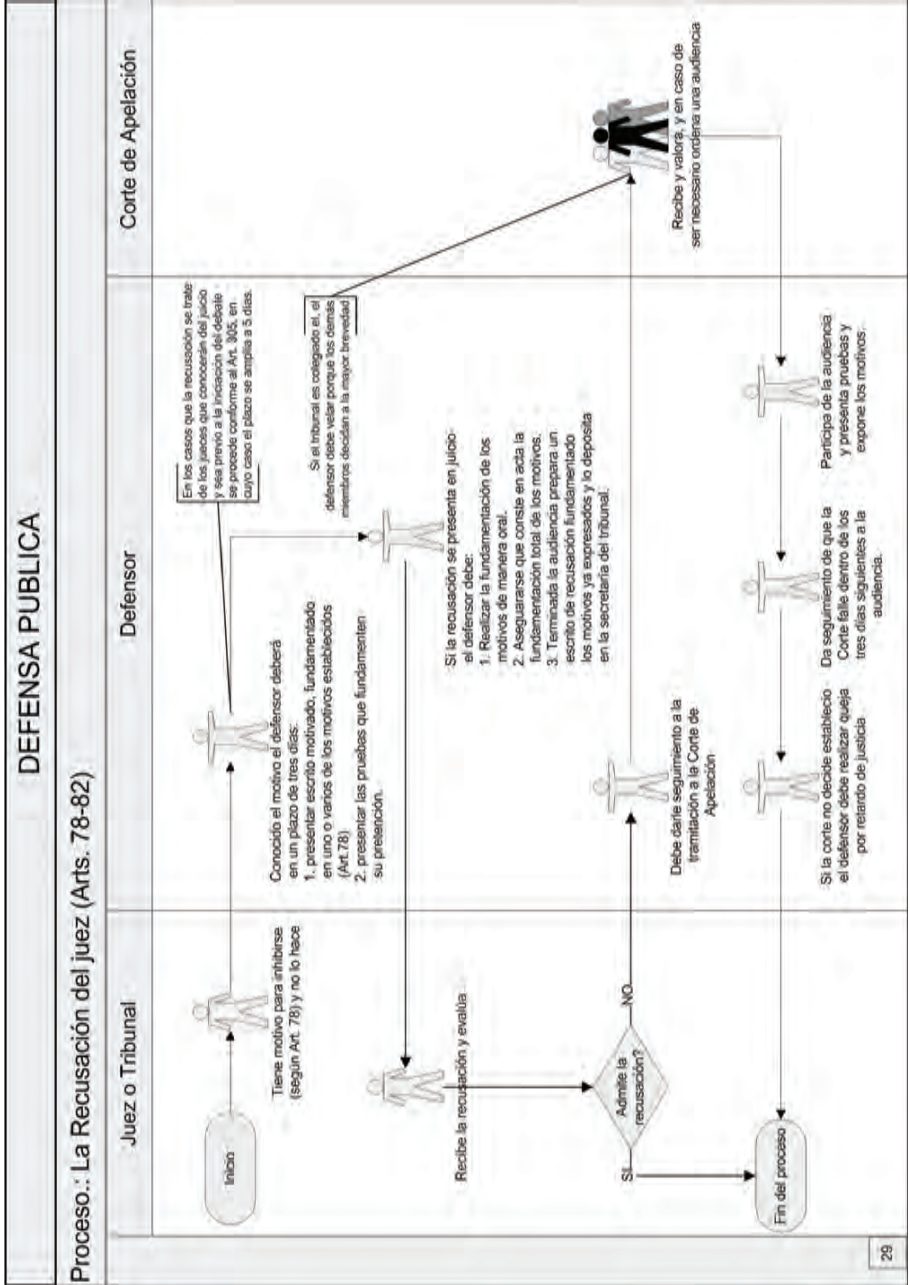 DEFENSA PUBLICA
Proceso.: La Recusación del juez (Arts. 78-82)
Juez o Tribunal
Defensor
Corte de Apelación
Inicio
Tiene motivo para inhibirse
(según Art. 78) y no lo hace
Conocido el motivo el defensor deberá
en un plazo de tres días:
1. presentar escrito motivado, fundamentado
en uno o varios de los motivos establecidos
(Art.78)
2. presentar las pruebas que fundamenten
su pretención.
En los casos que la recusación se trate
de los jueces que conocerán del juicio
y sea previo a la iniciación del debate
se procede conforme al Art. 305, en
cuyo caso el plazo se amplia a 5 días.
Si el tribunal es colegiado el, el
defensor debe velar porque los demás
miembros decidan a la mayor brevedad
Recibe la recusación y evalúa
Si la recusación se presenta en juicio
el defensor debe:
1. Realizar la fundamentación de los
motivos de manera oral.
2. Aseguararse que conste en acta la
fundamentación total de los motivos.
3. Terminada la audiencia prepara un
escrito de recusación fundamentado
los motivos ya expresados y lo deposita
en la secretaría del tribunal.
Admite la
recusación?
SI
NO
Debe darle seguimiento a la
tramitación a la Corte de
Apelación
Recibe y valora, y en caso de
ser necesario ordena una audiencia
Fin del proceso
Si la corte no decide establecio
el defensor debe realizar queja
por retardo de justicia
Da seguimiento de que la
Corte falle dentro de los
tres días siguientes a la
audiencia.
Participa de la audiencia
y presenta pruebas y
expone los motivos.
29